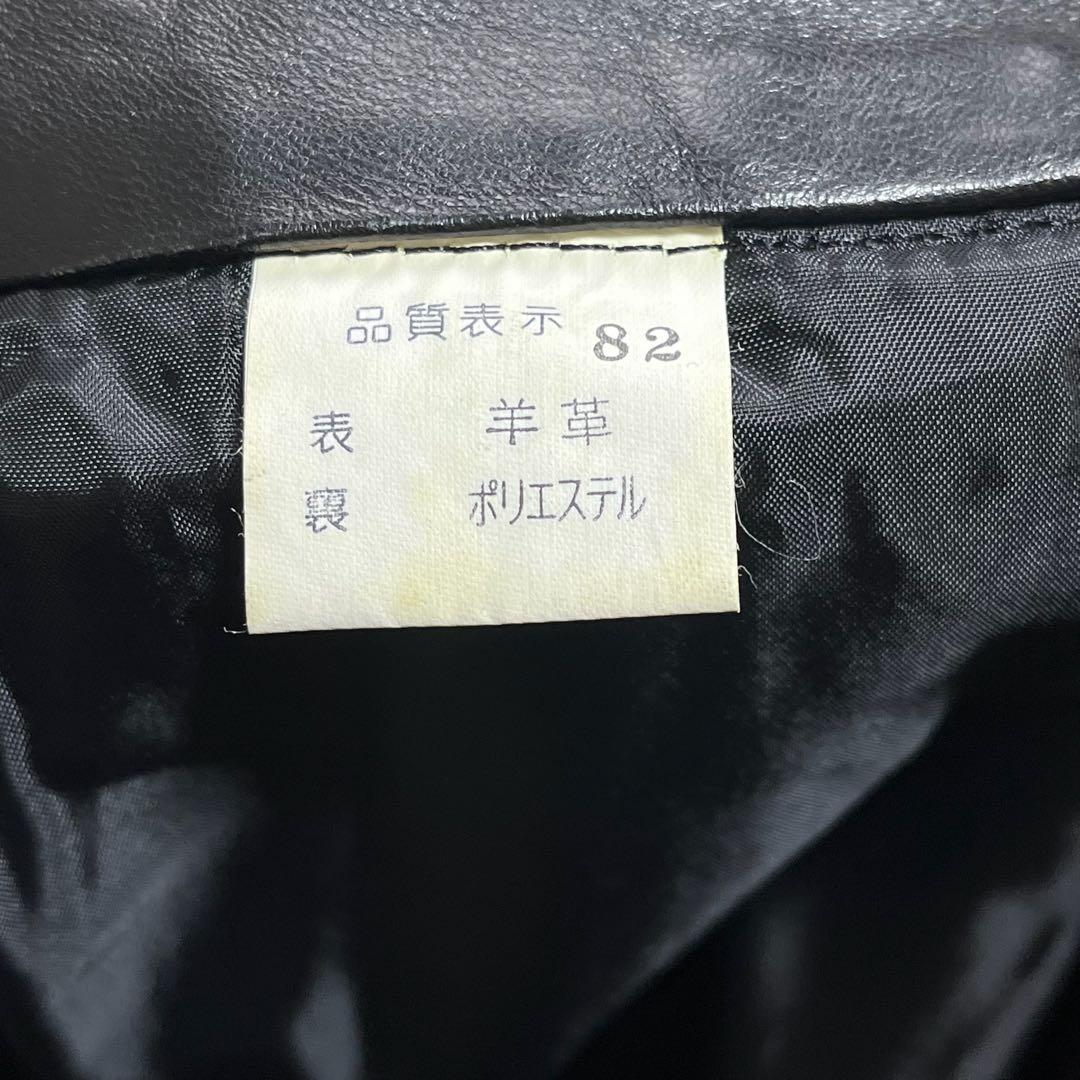 品質表示 82
表 羊革
裏 ポリエステル